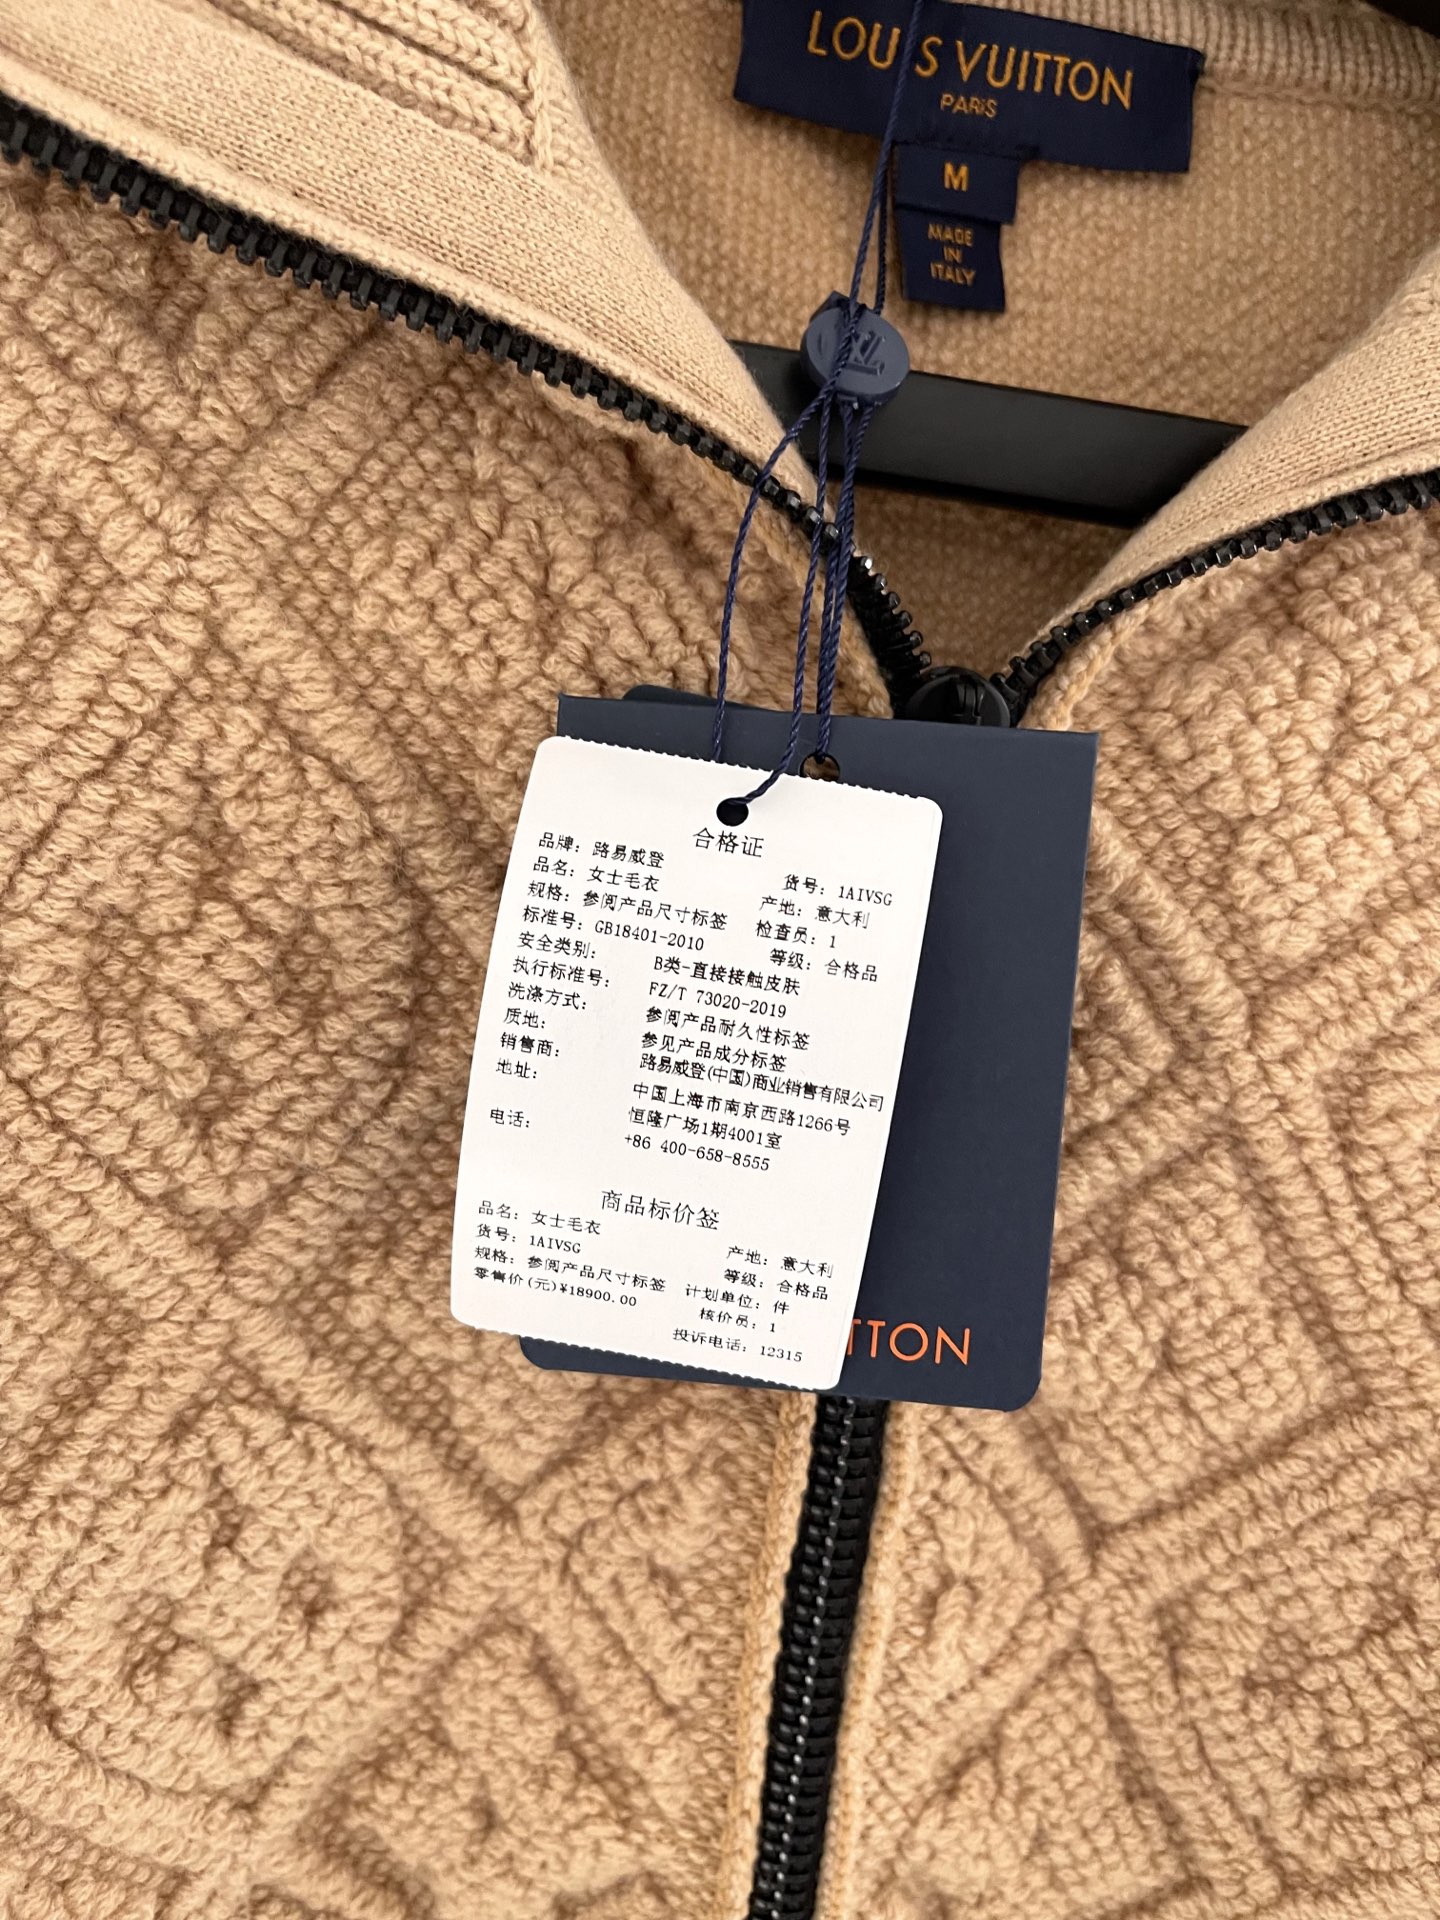 LOUIS VUITTON
PARIS
M
MADE
IN
ITALY
合格证
品牌: 路易威登
品名: 女士毛衣 货号: 1AIVSG
规格: 参阅产品尺寸标签 产地: 意大利
标准号: GB18401-2010 检查员: 1
安全类别: B类-直接接触皮肤 等级: 合格品
执行标准号: FZ/T 73020-2019
洗涤方式: 参阅产品耐久性标签
质地: 参见产品成分标签
销售商: 路易威登(中国)商业销售有限公司
地址: 中国上海市南京西路1266号
恒隆广场1期4001室
电话: +86 400-658-8555
商品标价签
品名: 女士毛衣
货号: 1AIVSG 产地: 意大利
规格: 参阅产品尺寸标签 等级: 合格品
零售价(元)¥18900.00 计划单位: 件
核价员: 1
投诉电话: 12315
TTON